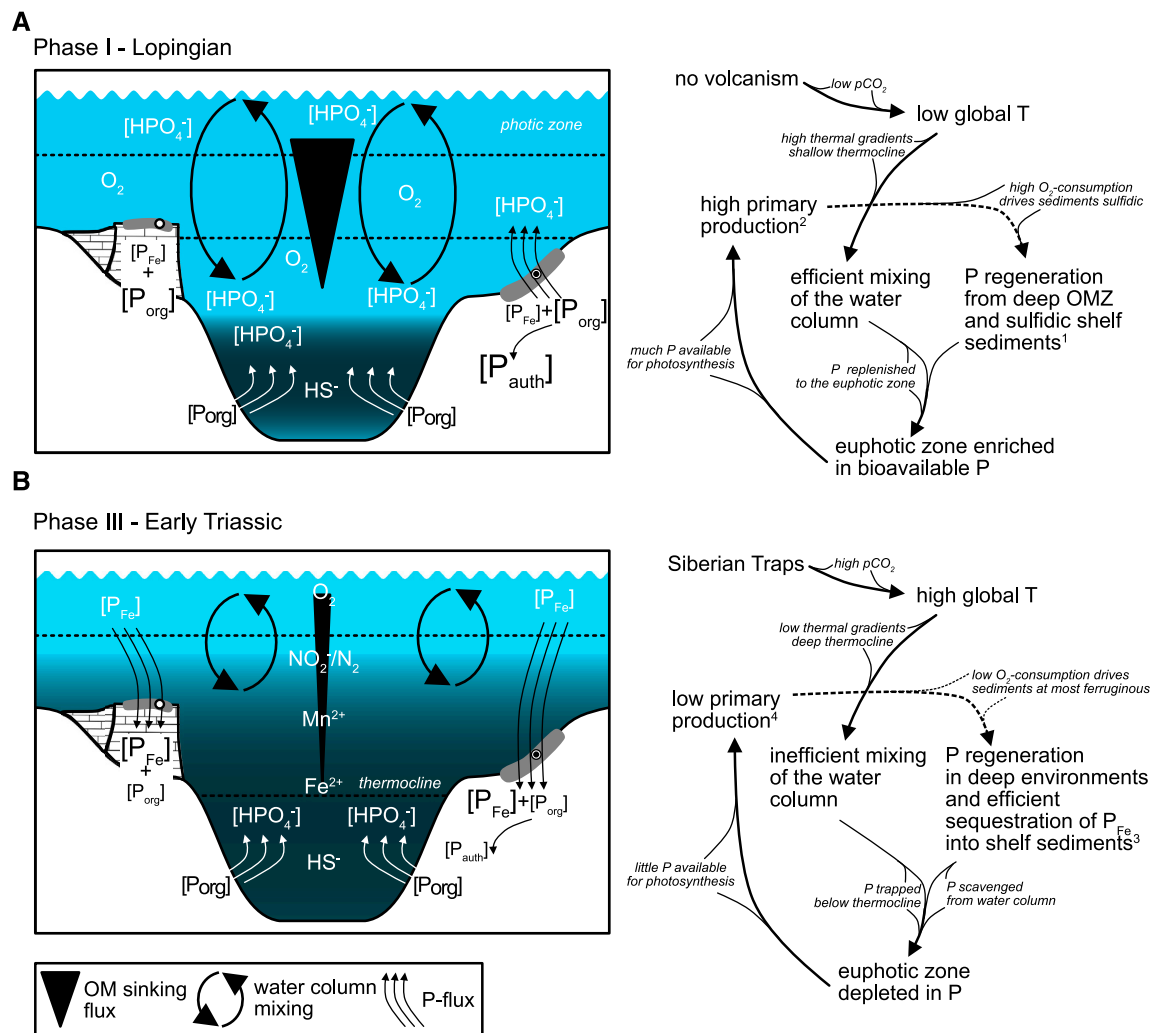 A
Phase I - Lopingian
[HPO4-]
[HPO4-]
photic zone
O2
O2
[HPO4-]
O2
[PFe]
+
[Porg]
[HPO4-]
[HPO4-]
[PFe]+[Porg]
[HPO4-]
[Pauth]
HS-
[Porg]
[Porg]
no volcanism
low pCO2
low global T
high thermal gradients
shallow thermocline
high primary
production2
high O2-consumption
drives sediments sulfidic
efficient mixing
of the water
column
P regeneration
from deep OMZ
and sulfidic shelf
sediments1
much P available
for photosynthesis
P replenished
to the euphotic zone
euphotic zone enriched
in bioavailable P
B
Phase III - Early Triassic
[PFe]
O2
[PFe]
NO2-/N2
Mn2+
[PFe]
+
[Porg]
Fe2+
thermocline
[PFe]+[Porg]
[HPO4-]
[HPO4-]
[Pauth]
HS-
[Porg]
[Porg]
Siberian Traps
high pCO2
high global T
low thermal gradients
deep thermocline
low primary
production4
low O2-consumption drives
sediments at most ferruginous
inefficient mixing
of the water
column
P regeneration
in deep environments
and efficient
sequestration of PFe
into shelf sediments3
little P available
for photosynthesis
P trapped
below thermocline
P scavenged
from water column
euphotic zone
depleted in P
OM sinking
flux
water column
mixing
P-flux